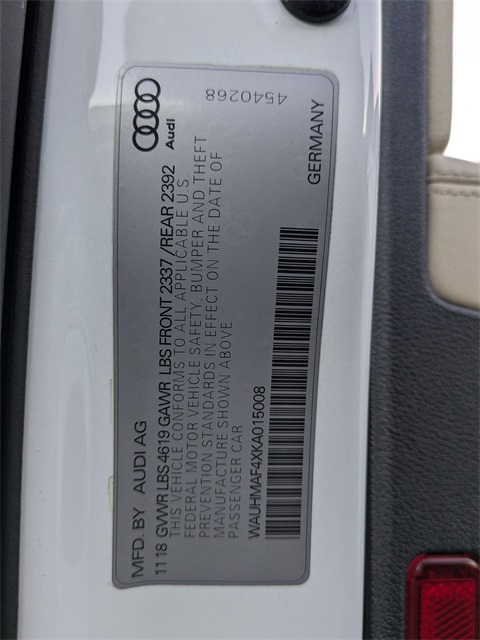 MFD. BY AUDI AG
Audi
11 18 GVWR LBS 4619 GAWR LBS FRONT 2337 / REAR 2392
THIS VEHICLE CONFORMS TO ALL APPLICABLE U S
FEDERAL MOTOR VEHICLE SAFETY, BUMPER AND THEFT
PREVENTION STANDARDS IN EFFECT ON THE DATE OF
MANUFACTURE SHOWN ABOVE
PASSENGER CAR
4540268
WAUHMAF4XKA015008
GERMANY